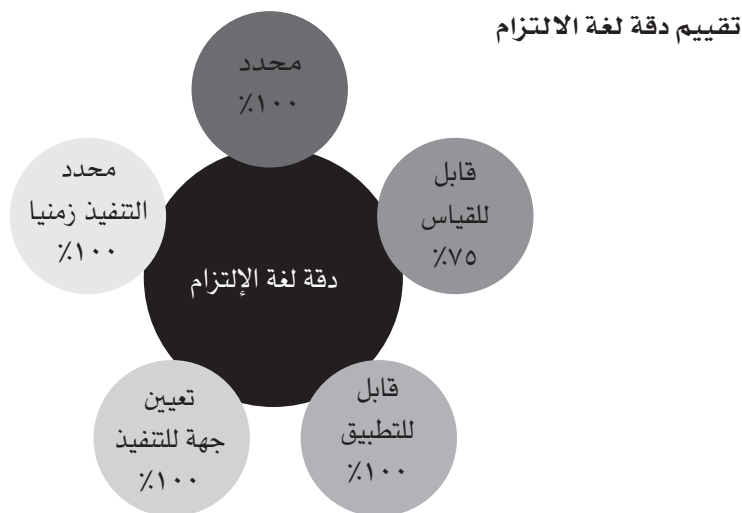 تقييم دقة لغة الالتزام
محدد
٪١٠٠
قابل
للقياس
٪٧٥
قابل
للتطبيق
٪١٠٠
تعيين
جهة للتنفيذ
٪١٠٠
محدد
التنفيذ زمنيا
٪١٠٠
دقة لغة الإلتزام